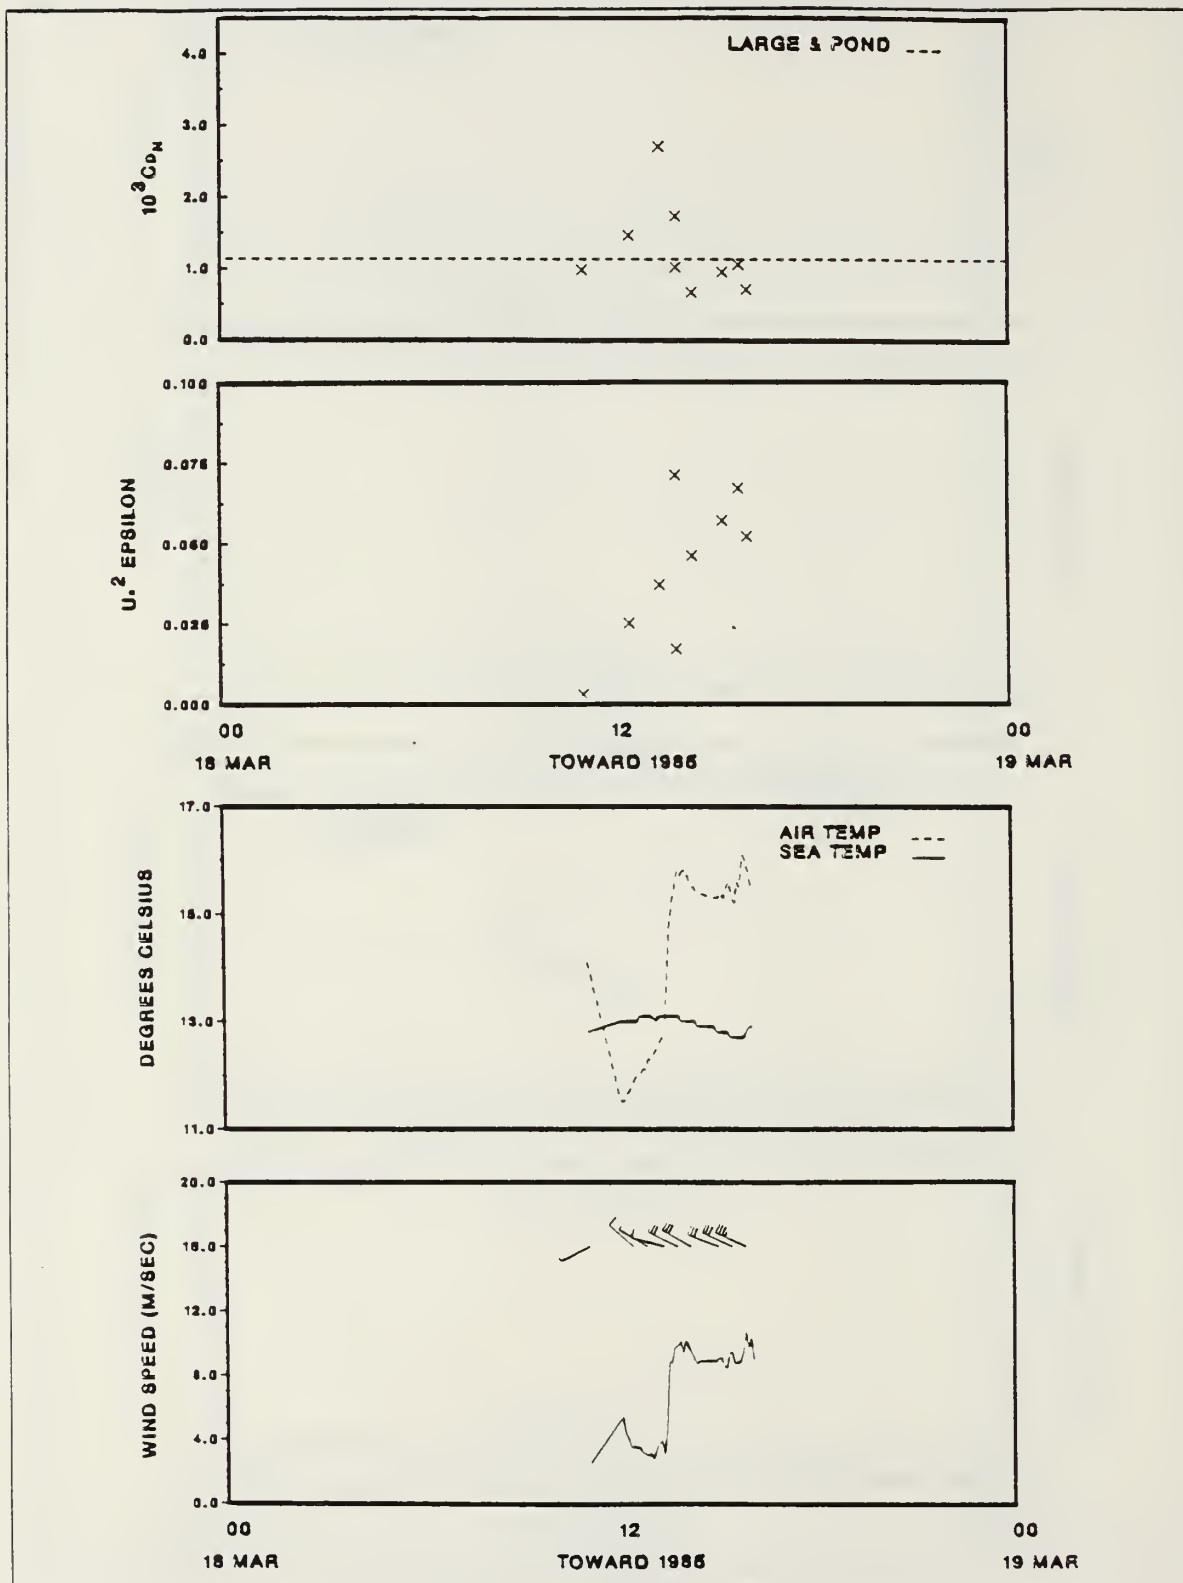 LARGE & POND
4.0
3.0
2.0
1.0
0.0
10³CDN
0.100
0.075
0.050
0.025
0.000
U.² EPSILON
00 12 00
18 MAR TOWARD 1985 19 MAR
17.0
15.0
13.0
11.0
DEGREES CELSIUS
AIR TEMP
SEA TEMP
20.0
16.0
12.0
8.0
4.0
0.0
WIND SPEED (M/SEC)
00 12 00
18 MAR TOWARD 1985 19 MAR